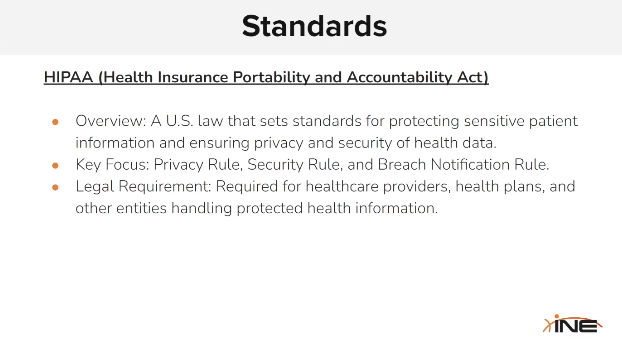 Standards
HIPAA (Health Insurance Portability and Accountability Act)
• Overview: A U.S. law that sets standards for protecting sensitive patient
information and ensuring privacy and security of health data.
• Key Focus: Privacy Rule, Security Rule, and Breach Notification Rule.
• Legal Requirement: Required for healthcare providers, health plans, and
other entities handling protected health information.
INE